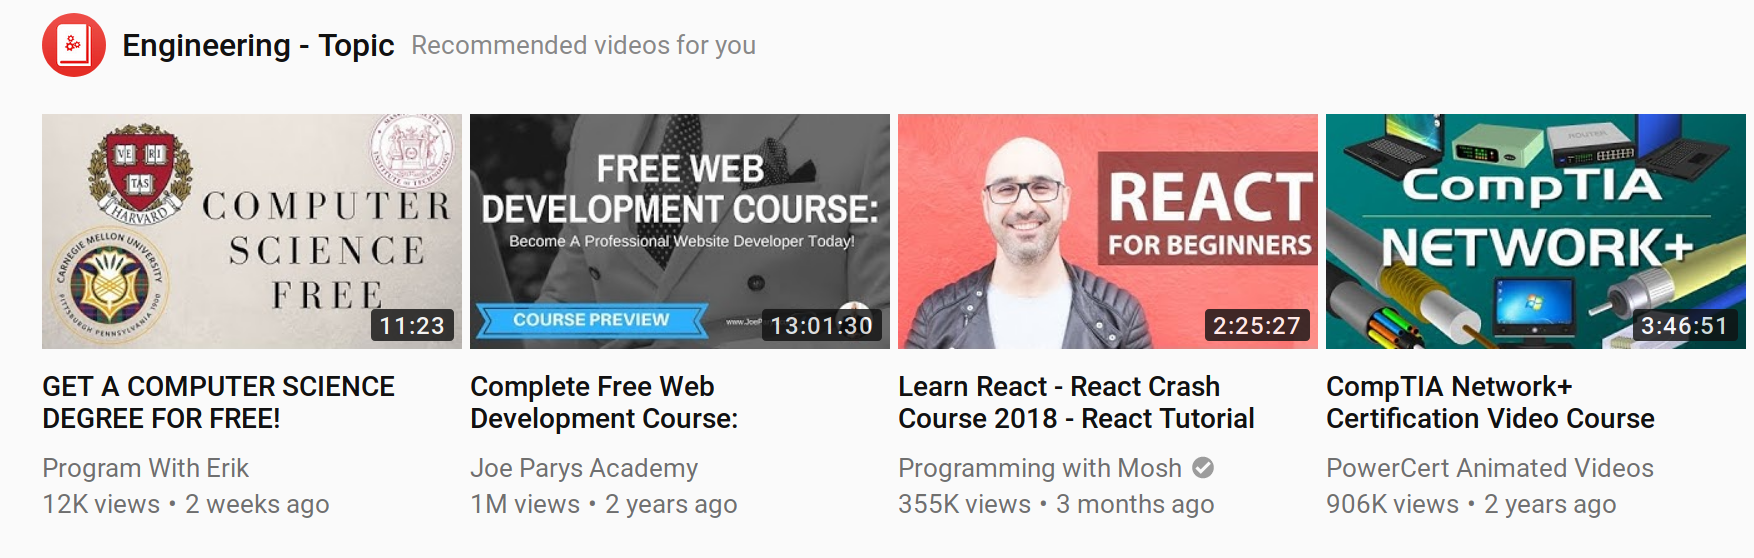 Engineering - Topic Recommended videos for you
VE RI
TAS
HARVARD
CARNEGIE MELLON UNIVERSITY
PITTSBURGH PENNSYLVANIA 1900
COMPUTER
SCIENCE
FREE
11:23
FREE WEB
DEVELOPMENT COURSE:
Become A Professional Website Developer Today!
COURSE PREVIEW
13:01:30
REACT
FOR BEGINNERS
2:25:27
ROUTER
CompTIA
NETWORK+
3:46:51
GET A COMPUTER SCIENCE
DEGREE FOR FREE!
Program With Erik
12K views • 2 weeks ago
Complete Free Web
Development Course:
Joe Parys Academy
1M views • 2 years ago
Learn React - React Crash
Course 2018 - React Tutorial
Programming with Mosh
355K views • 3 months ago
CompTIA Network+
Certification Video Course
PowerCert Animated Videos
906K views • 2 years ago